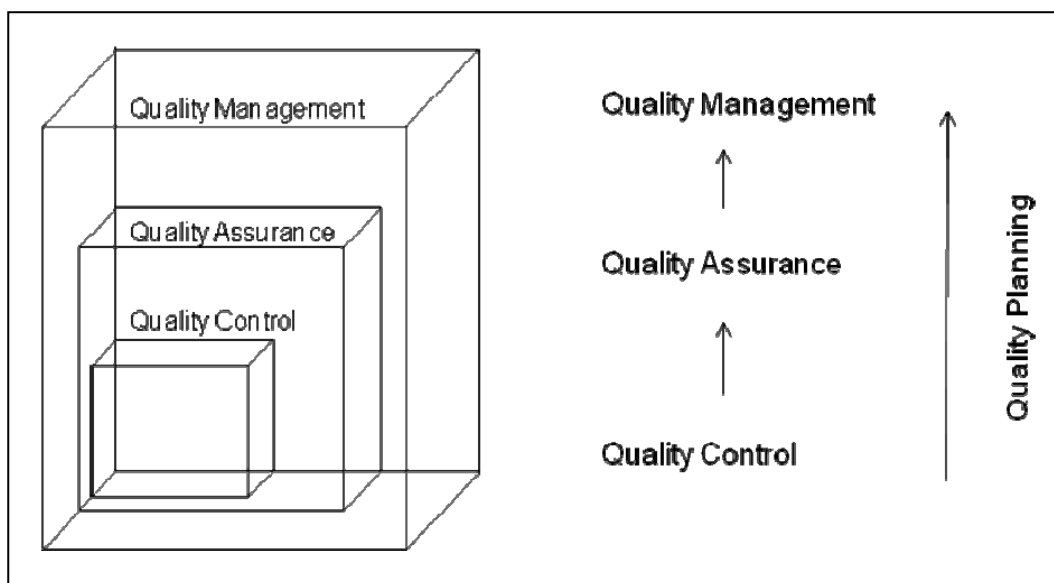 Quality Management
Quality Assurance
Quality Control
Quality Management
Quality Assurance
Quality Control
Quality Planning